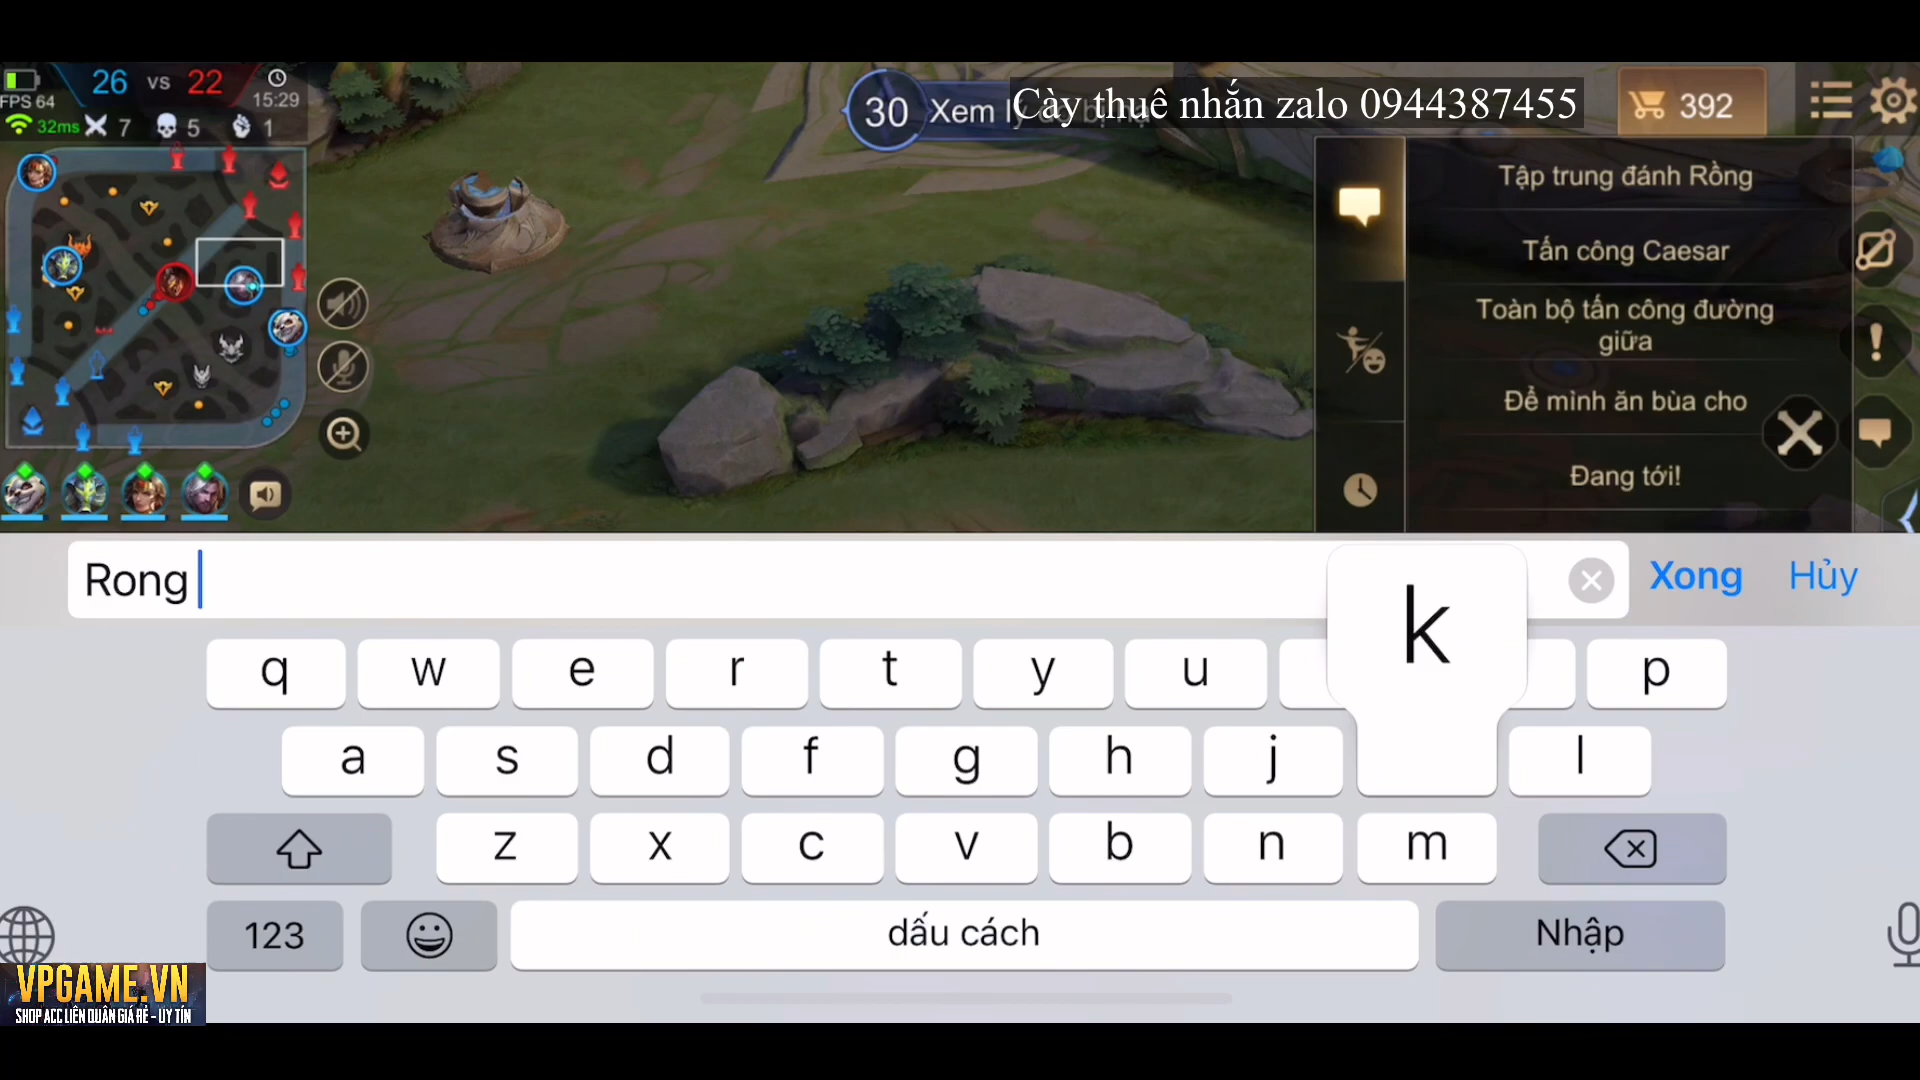 26 vs 22
15:29
FPS 64
32ms 7 5 1
30 Xem lý
Cày thuê nhắn zalo 0944387455
392
Tập trung đánh Rồng
Tấn công Caesar
Toàn bộ tấn công đường
giữa
Để mình ăn bùa cho
Đang tới!
Rong
Xong
Hủy
k
q w e r t y u p
a s d f g h j l
z x c v b n m
123
dấu cách
Nhập
VPGAME.VN
SHOP ACC LIÊN QUÂN GIÁ RẺ - UY TÍN